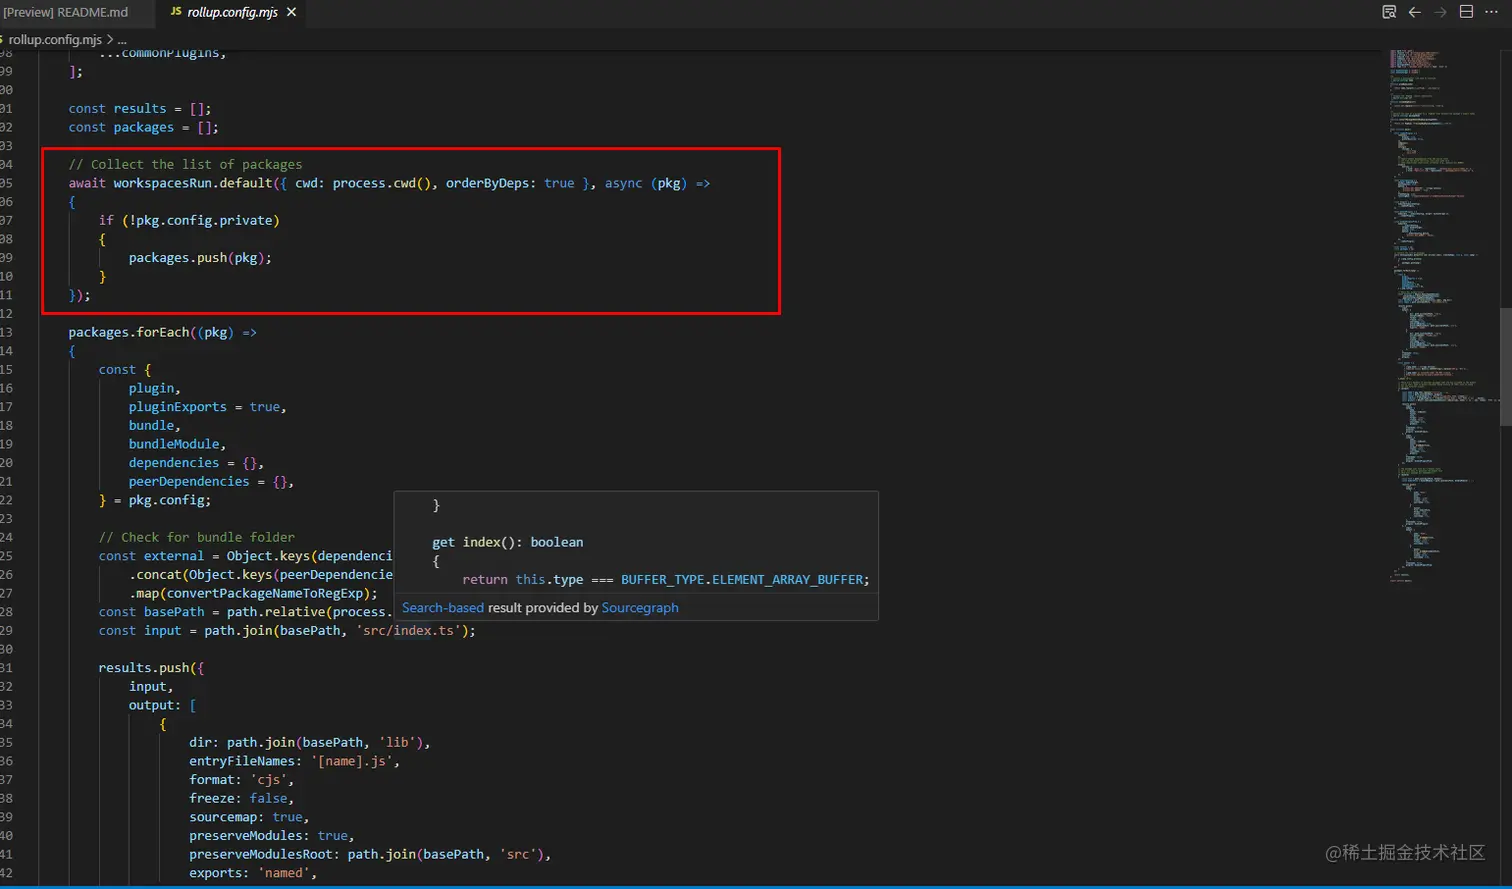 [Preview] README.md
JS rollup.config.mjs
rollup.config.mjs > ...
98 ...commonPlugins,
99 ];
00
01 const results = [];
02 const packages = [];
03
04 // Collect the list of packages
05 await workspacesRun.default({ cwd: process.cwd(), orderByDeps: true }, async (pkg) =>
06 {
07 if (!pkg.config.private)
08 {
09 packages.push(pkg);
10 }
11 });
12
13 packages.forEach((pkg) =>
14 {
15 const {
16 plugin,
17 pluginExports = true,
18 bundle,
19 bundleModule,
20 dependencies = {},
21 peerDependencies = {},
22 } = pkg.config;
23
24 // Check for bundle folder
25 const external = Object.keys(dependenci
26 .concat(Object.keys(peerDependencie
27 .map(convertPackageNameToRegExp);
28 const basePath = path.relative(process.
29 const input = path.join(basePath, 'src/index.ts');
30
31 results.push({
32 input,
33 output: [
34 {
35 dir: path.join(basePath, 'lib'),
36 entryFileNames: '[name].js',
37 format: 'cjs',
38 freeze: false,
39 sourcemap: true,
40 preserveModules: true,
41 preserveModulesRoot: path.join(basePath, 'src'),
42 exports: 'named',
}
get index(): boolean
{
return this.type === BUFFER_TYPE.ELEMENT_ARRAY_BUFFER;
Search-based result provided by Sourcegraph
@稀土掘金技术社区